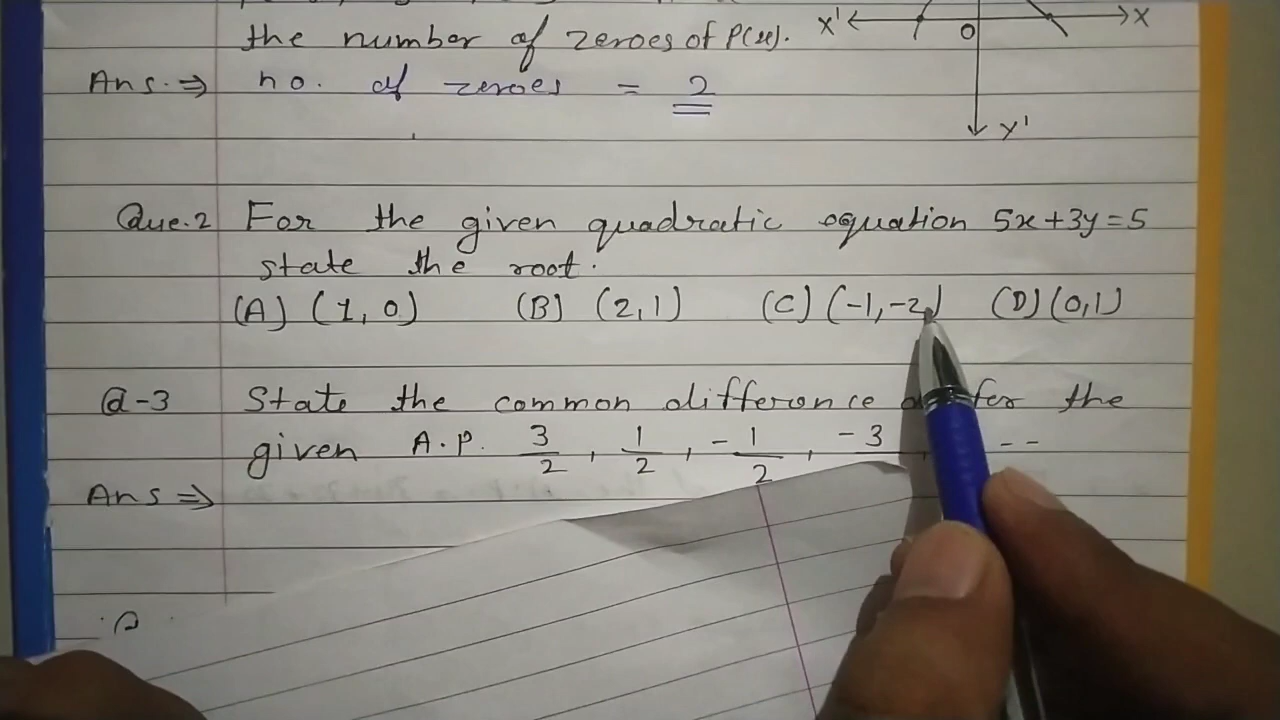 the number of zeroes of P(x). X' O X
Ans. ⇒ no. of zeroes = 2
Y'
Que.2 For the given quadratic equation 5x+3y=5
state the root.
(A) (1, 0) (B) (2,1) (C) (-1,-2) (D) (0,1)
Q-3 State the common difference for the
given A.P. 3/2, 1/2, -1/2, -3 --
Ans ⇒